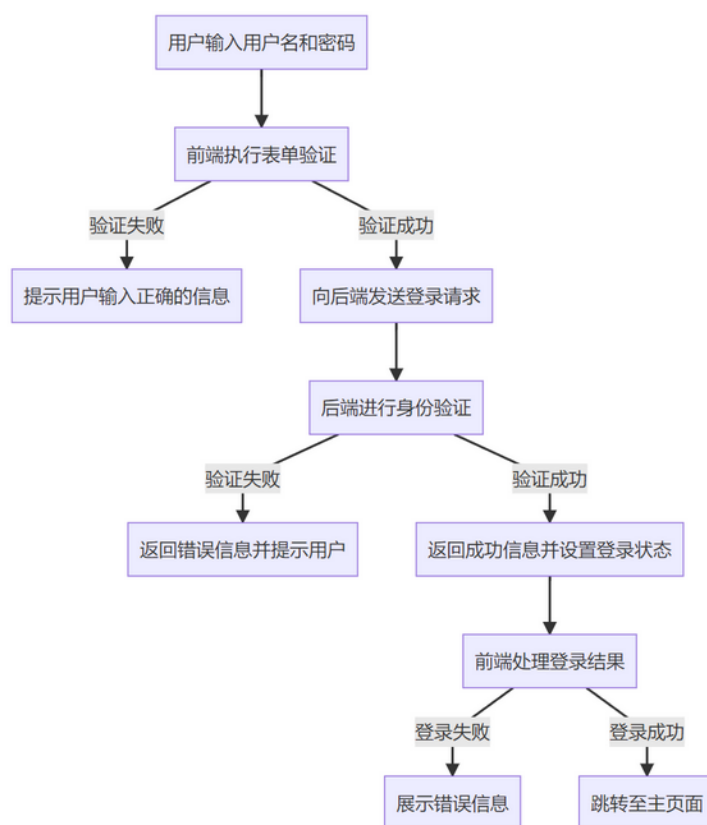 用户输入用户名和密码
前端执行表单验证
验证失败
验证成功
提示用户输入正确的信息
向后端发送登录请求
后端进行身份验证
验证失败
验证成功
返回错误信息并提示用户
返回成功信息并设置登录状态
前端处理登录结果
登录失败
登录成功
展示错误信息
跳转至主页面